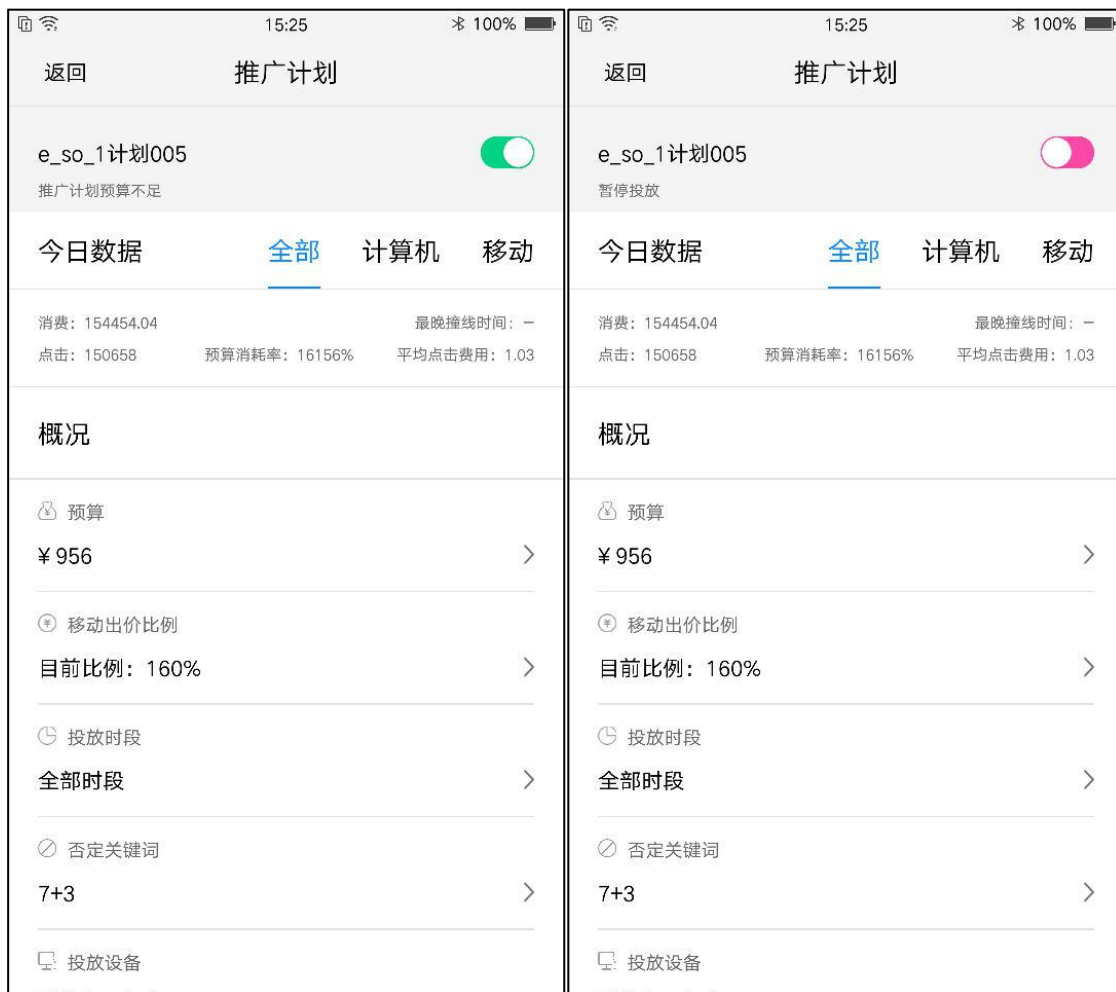 15:25 100%
返回 推广计划
e_so_1计划005
推广计划预算不足
今日数据 全部 计算机 移动
消费：154454.04 最晚撞线时间：—
点击：150658 预算消耗率：16156% 平均点击费用：1.03
概况
预算
¥ 956
移动出价比例
目前比例：160%
投放时段
全部时段
否定关键词
7+3
投放设备
15:25 100%
返回 推广计划
e_so_1计划005
暂停投放
今日数据 全部 计算机 移动
消费：154454.04 最晚撞线时间：—
点击：150658 预算消耗率：16156% 平均点击费用：1.03
概况
预算
¥ 956
移动出价比例
目前比例：160%
投放时段
全部时段
否定关键词
7+3
投放设备